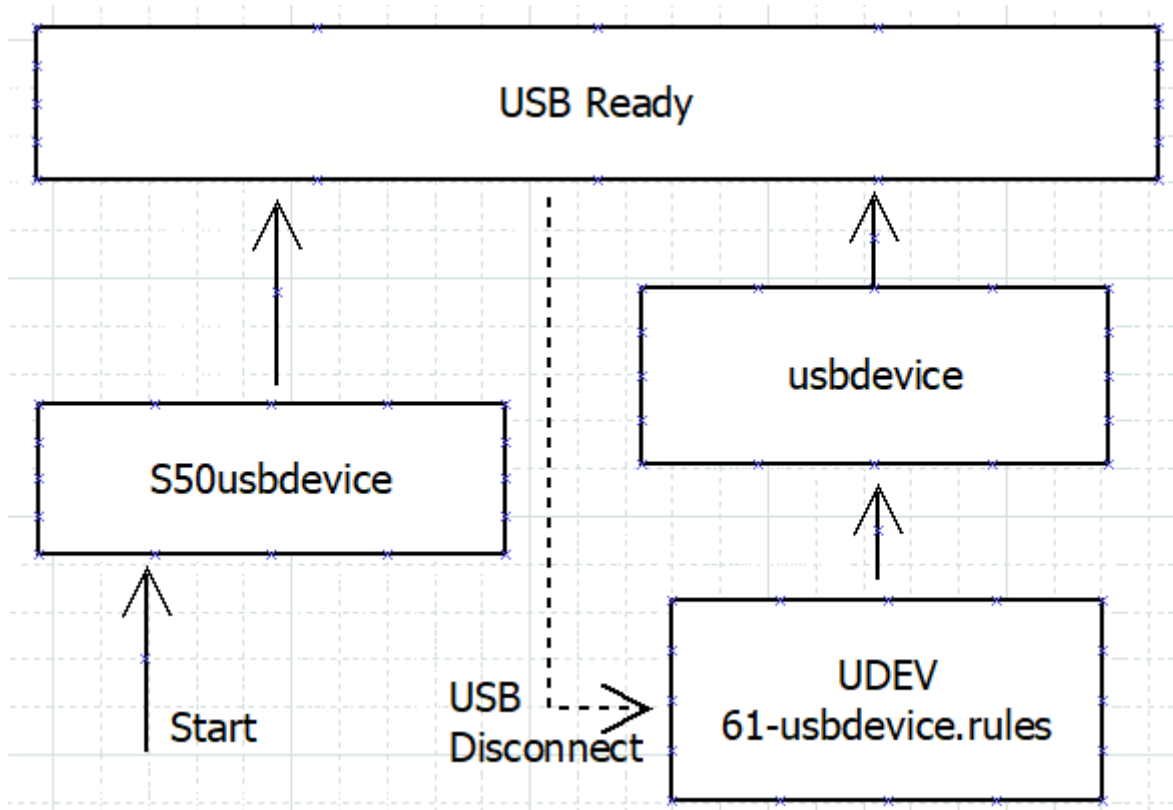 USB Ready
usbdevice
S50usbdevice
UDEV
61-usbdevice.rules
USB
Disconnect
Start